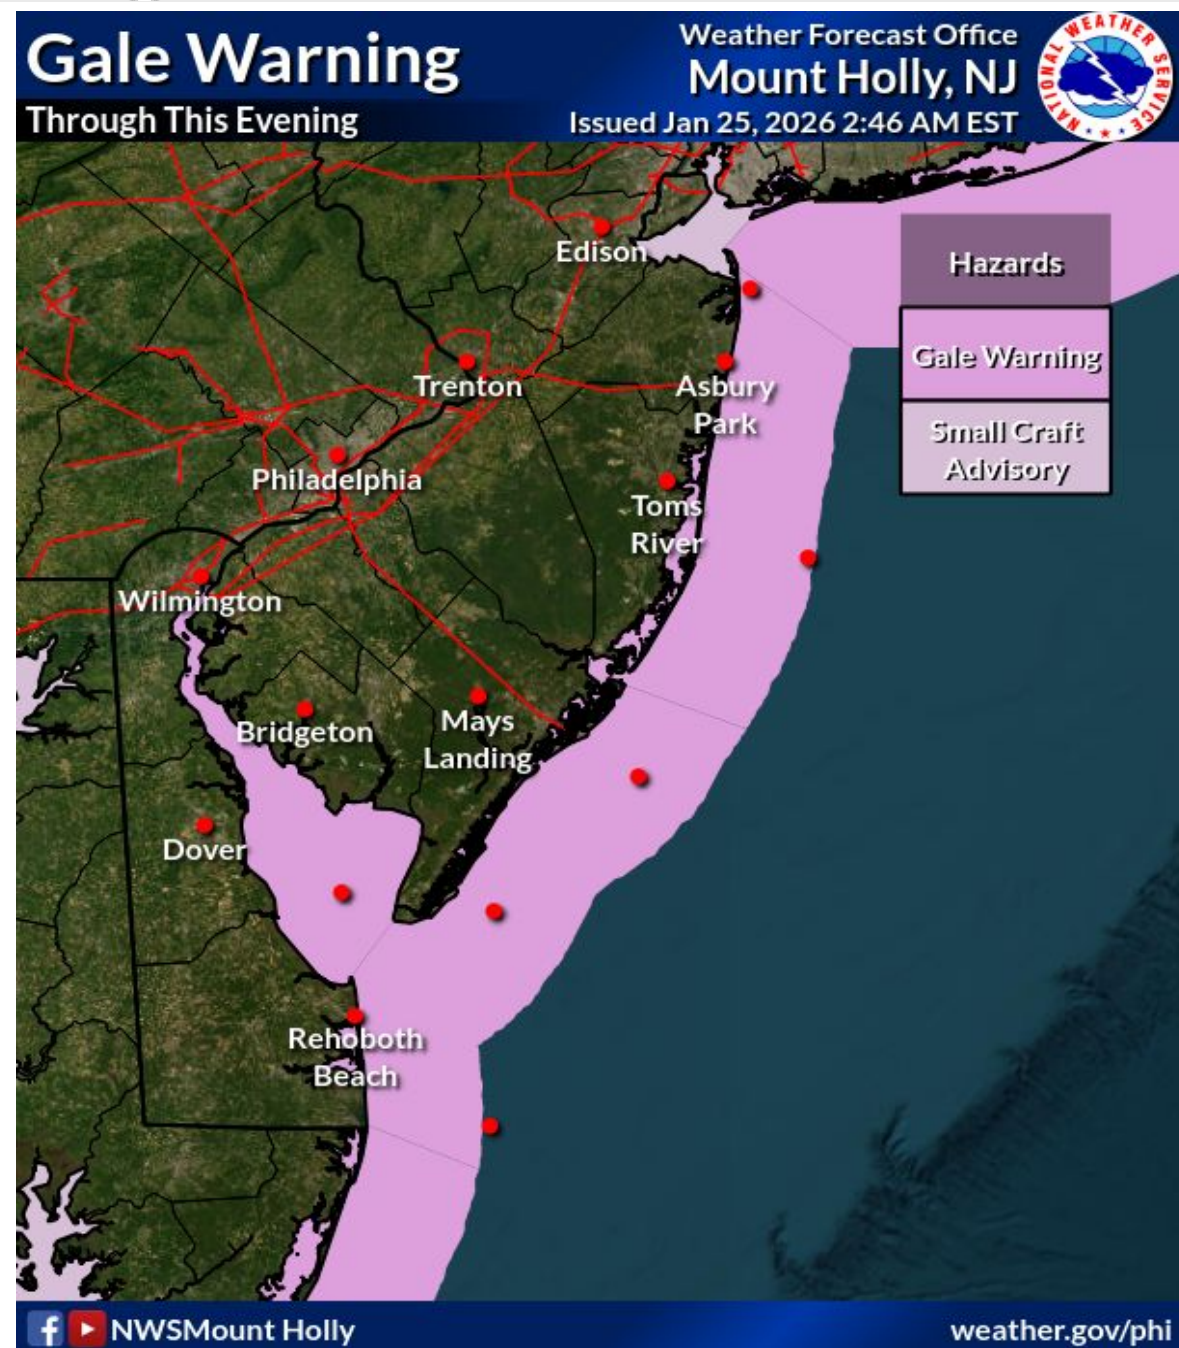 Gale Warning
Through This Evening
Weather Forecast Office
Mount Holly, NJ
Issued Jan 25, 2026 2:46 AM EST
NATIONAL WEATHER SERVICE
Edison
Hazards
Gale Warning
Small Craft
Advisory
Trenton
Asbury
Park
Philadelphia
Toms
River
Wilmington
Bridgeton
Mays
Landing
Dover
Rehoboth
Beach
NWSMount Holly
weather.gov/phi